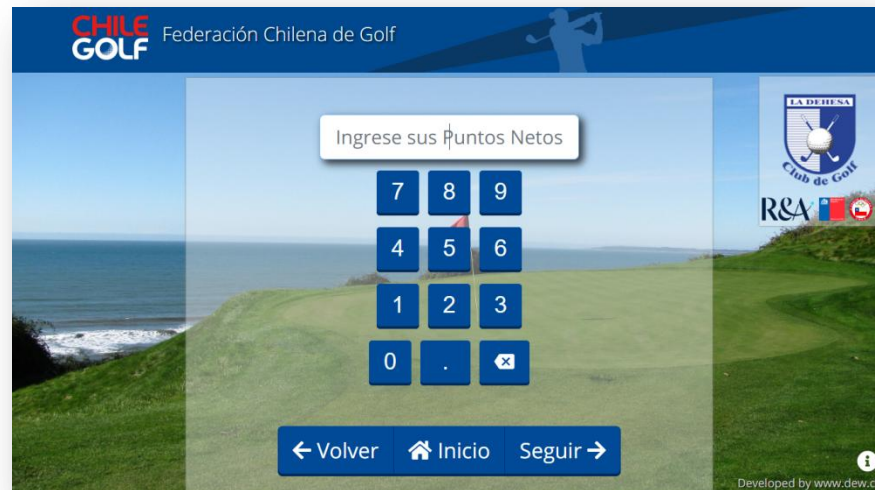 CHILE
GOLF
Federación Chilena de Golf
LA DEHESA
Club de Golf
R&A
Ingrese sus Puntos Netos
7 8 9
4 5 6
1 2 3
0 .
Volver Inicio Seguir
Developed by www.dew.c